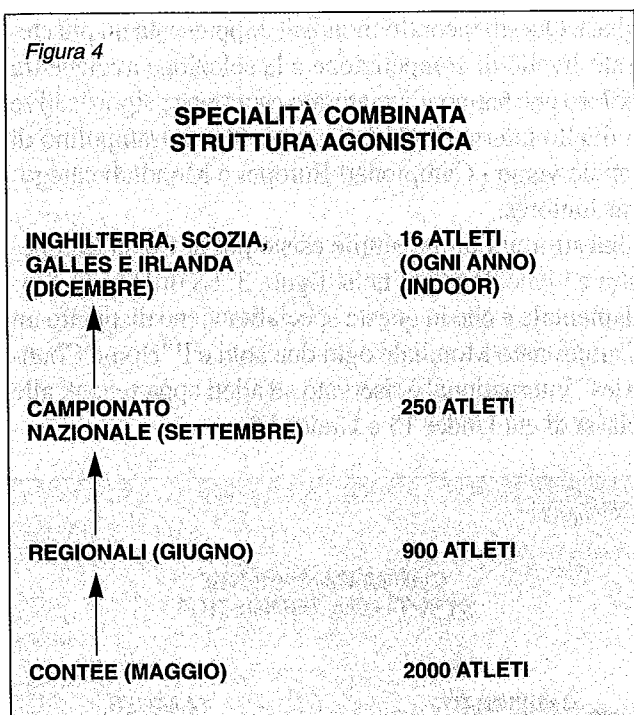 Figura 4
SPECIALITÀ COMBINATA
STRUTTURA AGONISTICA
INGHILTERRA, SCOZIA,
GALLES E IRLANDA
(DICEMBRE)
16 ATLETI
(OGNI ANNO)
(INDOOR)
CAMPIONATO
NAZIONALE (SETTEMBRE)
250 ATLETI
REGIONALI (GIUGNO)
900 ATLETI
CONTEE (MAGGIO)
2000 ATLETI